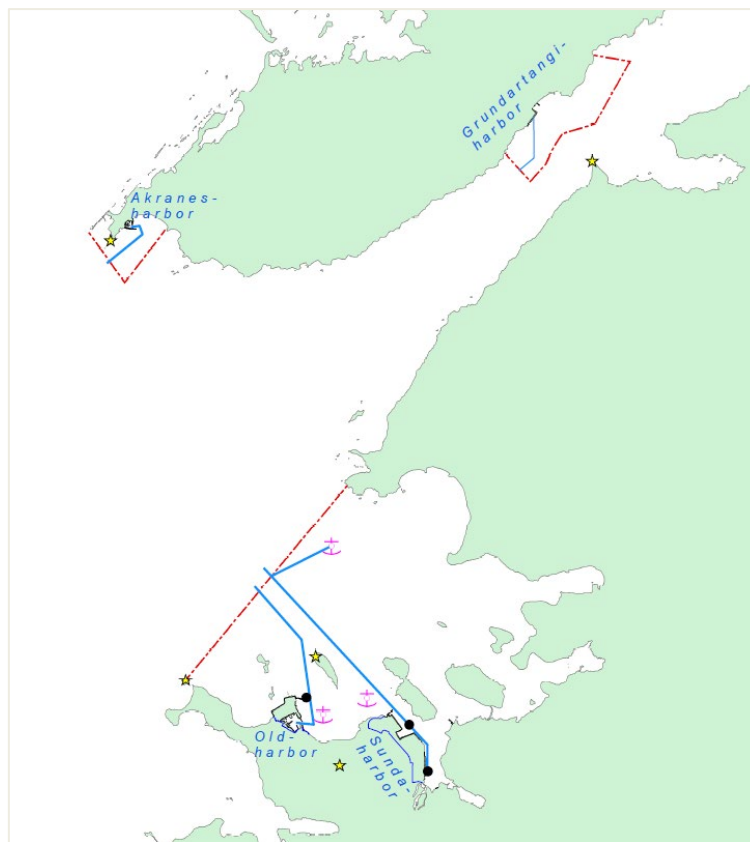 Grundartangi-
harbor
Akranes-
harbor
Old-
harbor
Sunda-
harbor